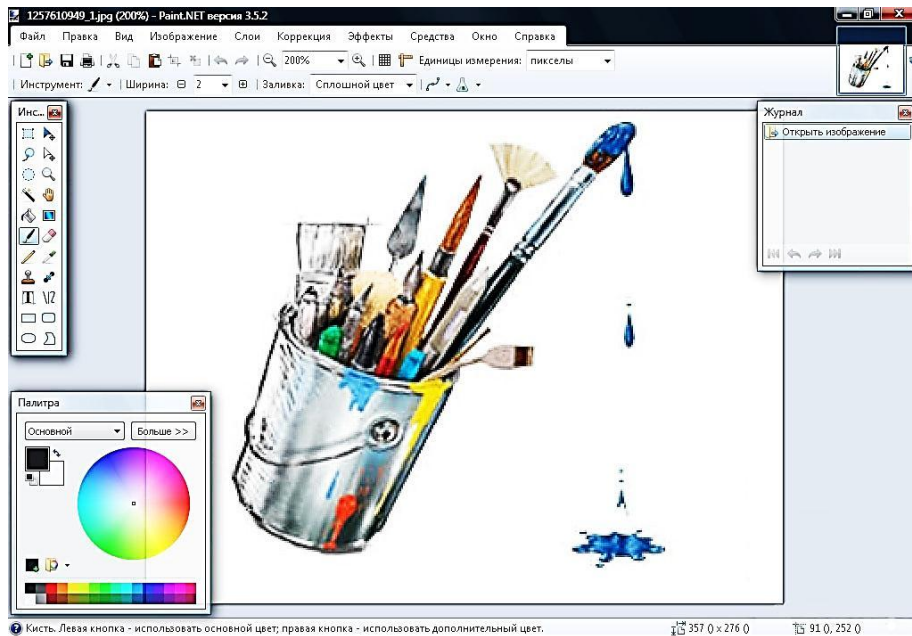 1257610949_1.jpg (200%) - Paint.NET версия 3.5.2
Файл Правка Вид Изображение Слои Коррекция Эффекты Средства Окно Справка
200% Единицы измерения: пикселы
Инструмент: Ширина: 2 Заливка: Сплошной цвет
Инс...
Журнал
Открыть изображение
Палитра
Основной Больше >>
Кисть. Левая кнопка - использовать основной цвет; правая кнопка - использовать дополнительный цвет. 357 () x 276 () 91 (), 252 ()